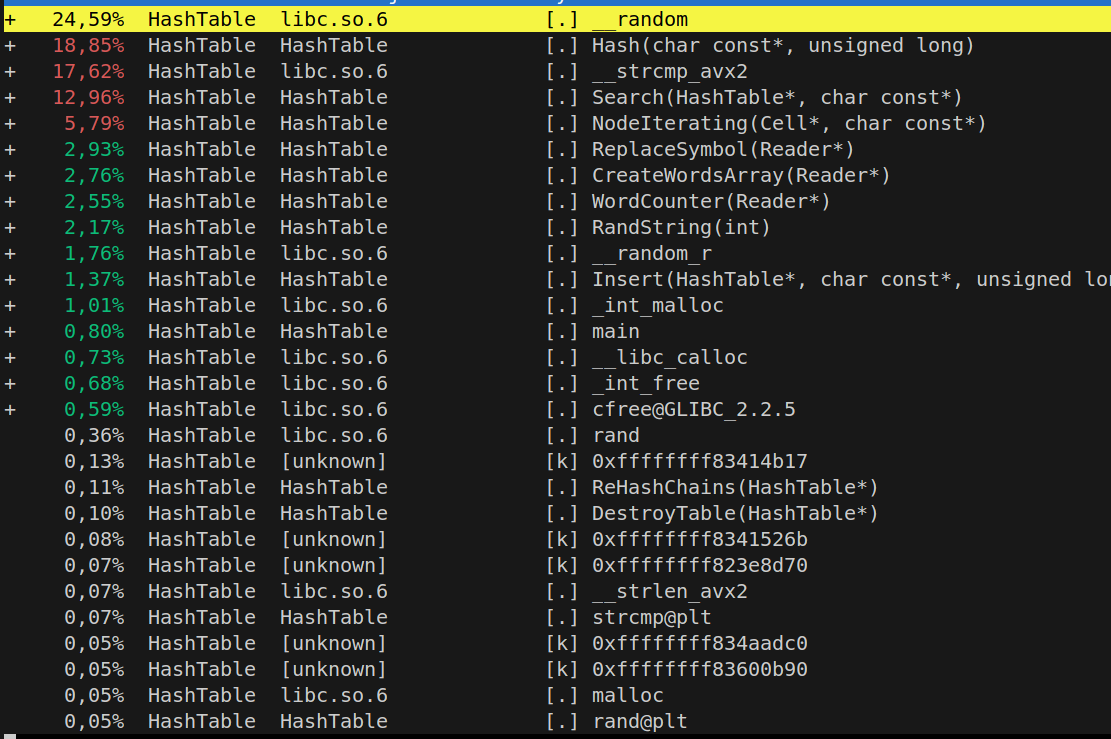 + 24,59% HashTable libc.so.6 [.] __random
+ 18,85% HashTable HashTable [.] Hash(char const*, unsigned long)
+ 17,62% HashTable libc.so.6 [.] __strcmp_avx2
+ 12,96% HashTable HashTable [.] Search(HashTable*, char const*)
+ 5,79% HashTable HashTable [.] NodeIterating(Cell*, char const*)
+ 2,93% HashTable HashTable [.] ReplaceSymbol(Reader*)
+ 2,76% HashTable HashTable [.] CreateWordsArray(Reader*)
+ 2,55% HashTable HashTable [.] WordCounter(Reader*)
+ 2,17% HashTable HashTable [.] RandString(int)
+ 1,76% HashTable libc.so.6 [.] __random_r
+ 1,37% HashTable HashTable [.] Insert(HashTable*, char const*, unsigned lo
+ 1,01% HashTable libc.so.6 [.] _int_malloc
+ 0,80% HashTable HashTable [.] main
+ 0,73% HashTable libc.so.6 [.] __libc_calloc
+ 0,68% HashTable libc.so.6 [.] _int_free
+ 0,59% HashTable libc.so.6 [.] cfree@GLIBC_2.2.5
0,36% HashTable libc.so.6 [.] rand
0,13% HashTable [unknown] [k] 0xffffffff83414b17
0,11% HashTable HashTable [.] ReHashChains(HashTable*)
0,10% HashTable HashTable [.] DestroyTable(HashTable*)
0,08% HashTable [unknown] [k] 0xffffffff8341526b
0,07% HashTable [unknown] [k] 0xffffffff823e8d70
0,07% HashTable libc.so.6 [.] __strlen_avx2
0,07% HashTable HashTable [.] strcmp@plt
0,05% HashTable [unknown] [k] 0xffffffff834aadc0
0,05% HashTable [unknown] [k] 0xffffffff83600b90
0,05% HashTable libc.so.6 [.] malloc
0,05% HashTable HashTable [.] rand@plt